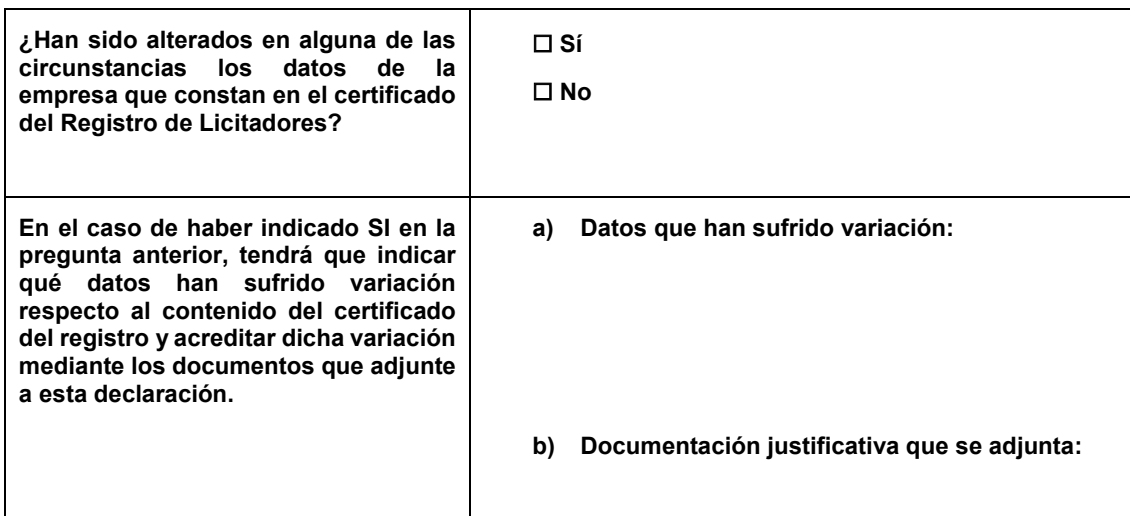 ¿Han sido alterados en alguna de las
circunstancias los datos de la
empresa que constan en el certificado
del Registro de Licitadores?
☐ Sí
☐ No
En el caso de haber indicado SI en la
pregunta anterior, tendrá que indicar
qué datos han sufrido variación
respecto al contenido del certificado
del registro y acreditar dicha variación
mediante los documentos que adjunte
a esta declaración.
a) Datos que han sufrido variación:
b) Documentación justificativa que se adjunta: